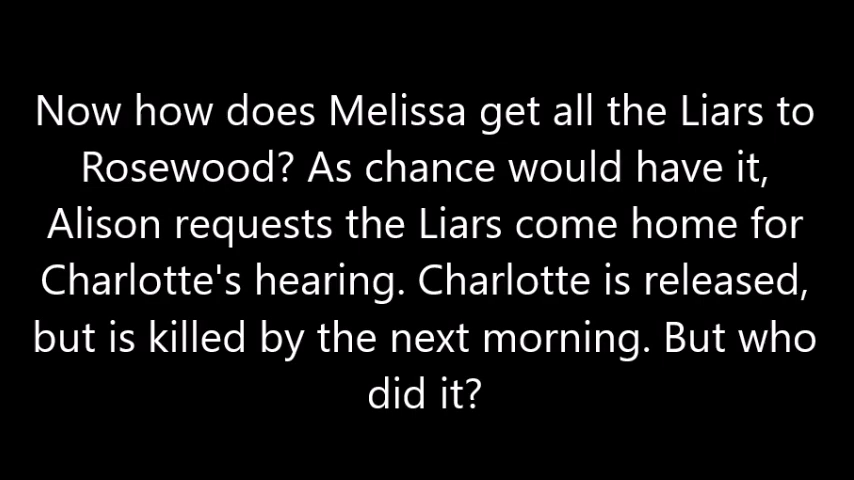 Now how does Melissa get all the Liars to
Rosewood? As chance would have it,
Alison requests the Liars come home for
Charlotte's hearing. Charlotte is released,
but is killed by the next morning. But who
did it?